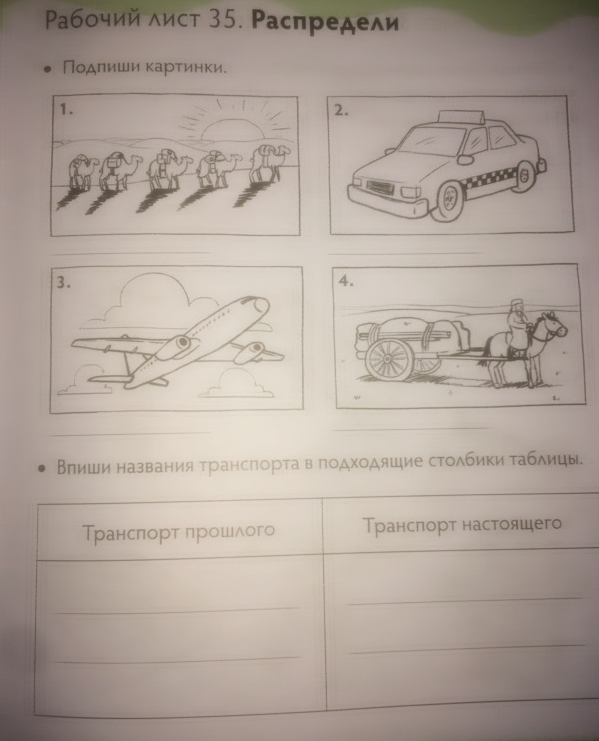 Рабочий лист 35. Распредели
• Подпиши картинки.
1.
2.
3.
4.
• Впиши названия транспорта в подходящие столбики таблицы.
Транспорт прошлого
Транспорт настоящего